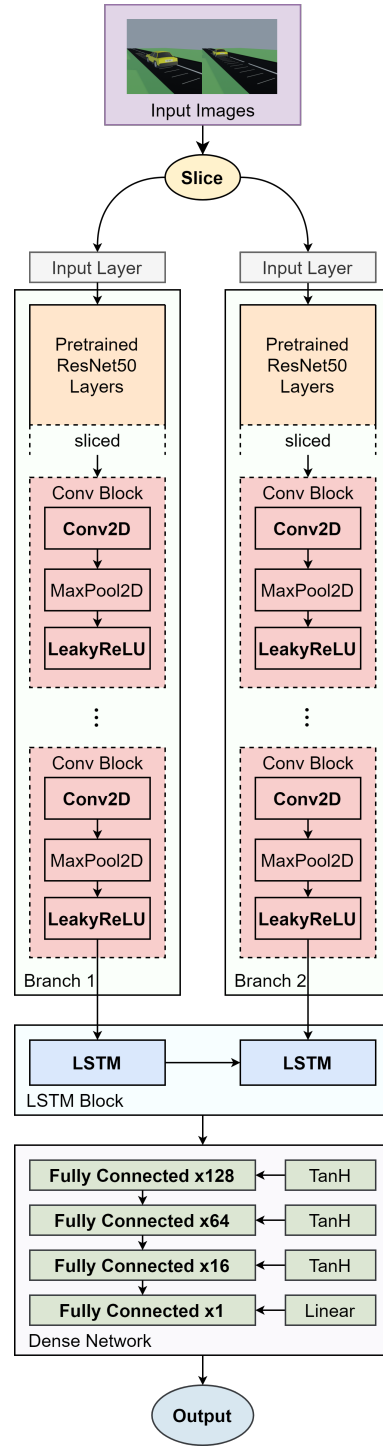 Input Images
Slice
Input Layer
Input Layer
Pretrained
ResNet50
Layers
sliced
Conv Block
Conv2D
MaxPool2D
LeakyReLU
Conv Block
Conv2D
MaxPool2D
LeakyReLU
Branch 1
Pretrained
ResNet50
Layers
sliced
Conv Block
Conv2D
MaxPool2D
LeakyReLU
Conv Block
Conv2D
MaxPool2D
LeakyReLU
Branch 2
LSTM
LSTM
LSTM Block
Fully Connected x128
TanH
Fully Connected x64
TanH
Fully Connected x16
TanH
Fully Connected x1
Linear
Dense Network
Output